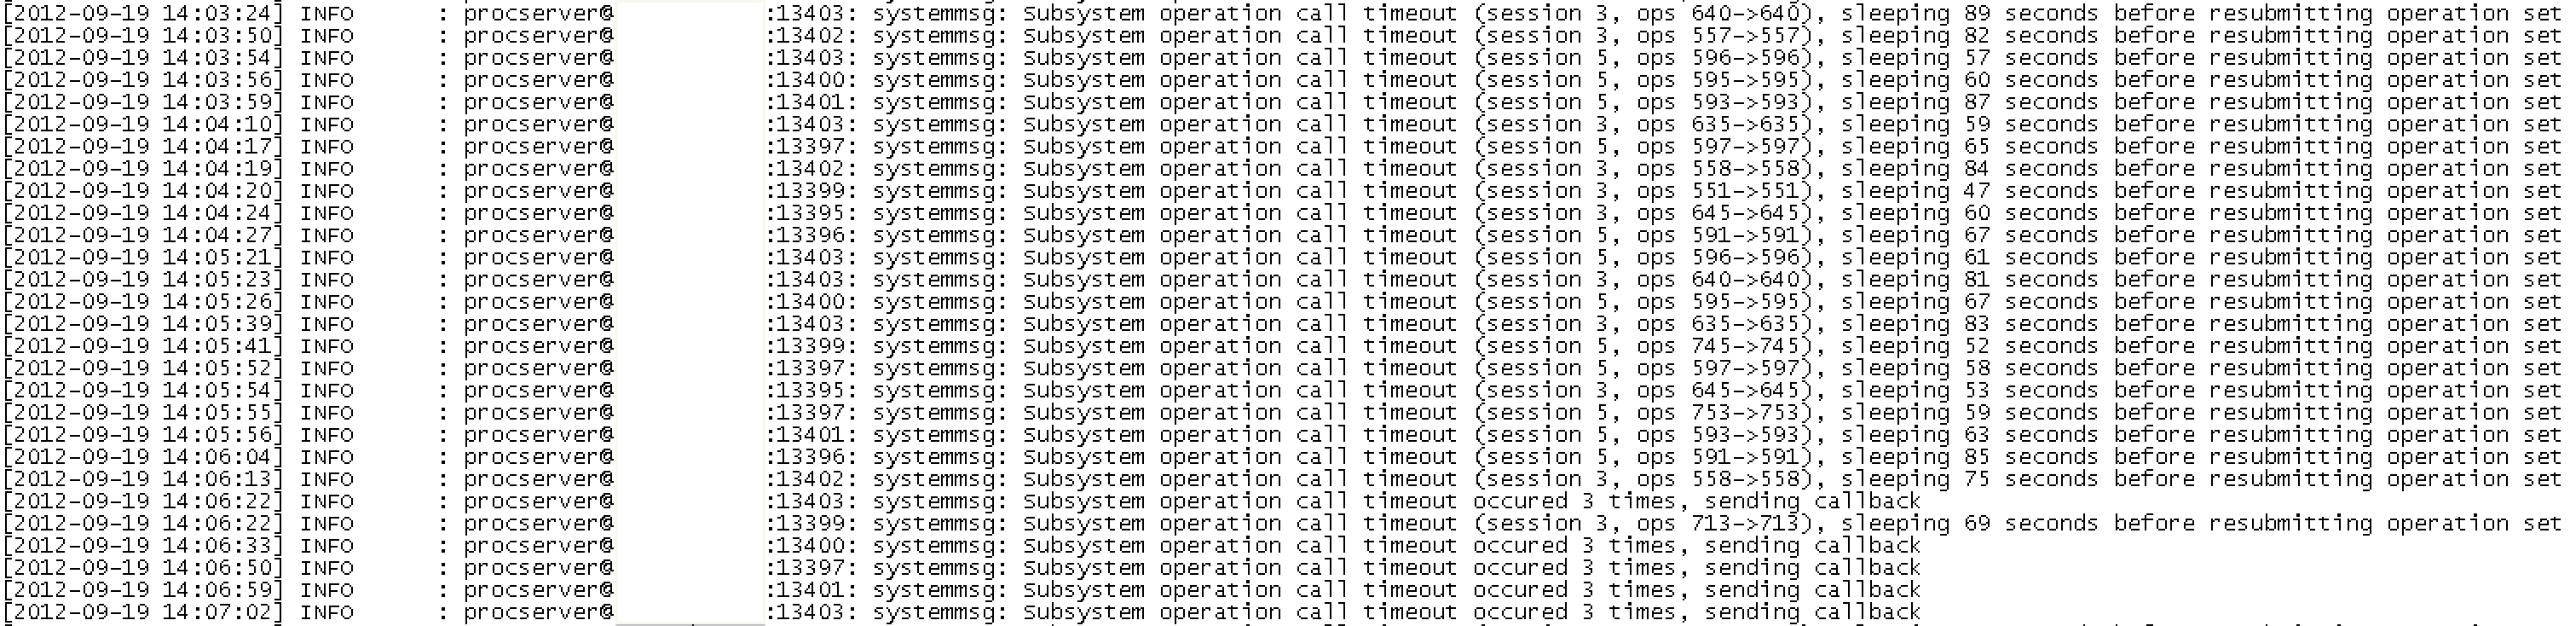 [2012-09-19 14:03:24] INFO : procserver@ :13403: systemmsg: Subsystem operation call timeout (session 3, ops 640->640), sleeping 89 seconds before resubmitting operation set
[2012-09-19 14:03:50] INFO : procserver@ :13402: systemmsg: Subsystem operation call timeout (session 3, ops 557->557), sleeping 82 seconds before resubmitting operation set
[2012-09-19 14:03:54] INFO : procserver@ :13403: systemmsg: Subsystem operation call timeout (session 5, ops 596->596), sleeping 57 seconds before resubmitting operation set
[2012-09-19 14:03:56] INFO : procserver@ :13400: systemmsg: Subsystem operation call timeout (session 5, ops 595->595), sleeping 60 seconds before resubmitting operation set
[2012-09-19 14:03:59] INFO : procserver@ :13401: systemmsg: Subsystem operation call timeout (session 5, ops 593->593), sleeping 87 seconds before resubmitting operation set
[2012-09-19 14:04:10] INFO : procserver@ :13403: systemmsg: Subsystem operation call timeout (session 3, ops 635->635), sleeping 59 seconds before resubmitting operation set
[2012-09-19 14:04:17] INFO : procserver@ :13397: systemmsg: Subsystem operation call timeout (session 5, ops 597->597), sleeping 65 seconds before resubmitting operation set
[2012-09-19 14:04:19] INFO : procserver@ :13402: systemmsg: Subsystem operation call timeout (session 3, ops 558->558), sleeping 84 seconds before resubmitting operation set
[2012-09-19 14:04:20] INFO : procserver@ :13399: systemmsg: Subsystem operation call timeout (session 3, ops 551->551), sleeping 47 seconds before resubmitting operation set
[2012-09-19 14:04:24] INFO : procserver@ :13395: systemmsg: Subsystem operation call timeout (session 3, ops 645->645), sleeping 60 seconds before resubmitting operation set
[2012-09-19 14:04:27] INFO : procserver@ :13396: systemmsg: Subsystem operation call timeout (session 5, ops 591->591), sleeping 67 seconds before resubmitting operation set
[2012-09-19 14:05:21] INFO : procserver@ :13403: systemmsg: Subsystem operation call timeout (session 5, ops 596->596), sleeping 61 seconds before resubmitting operation set
[2012-09-19 14:05:23] INFO : procserver@ :13403: systemmsg: Subsystem operation call timeout (session 3, ops 640->640), sleeping 81 seconds before resubmitting operation set
[2012-09-19 14:05:26] INFO : procserver@ :13400: systemmsg: Subsystem operation call timeout (session 5, ops 595->595), sleeping 67 seconds before resubmitting operation set
[2012-09-19 14:05:39] INFO : procserver@ :13403: systemmsg: Subsystem operation call timeout (session 3, ops 635->635), sleeping 83 seconds before resubmitting operation set
[2012-09-19 14:05:41] INFO : procserver@ :13399: systemmsg: Subsystem operation call timeout (session 5, ops 745->745), sleeping 52 seconds before resubmitting operation set
[2012-09-19 14:05:52] INFO : procserver@ :13397: systemmsg: Subsystem operation call timeout (session 5, ops 597->597), sleeping 58 seconds before resubmitting operation set
[2012-09-19 14:05:54] INFO : procserver@ :13395: systemmsg: Subsystem operation call timeout (session 3, ops 645->645), sleeping 53 seconds before resubmitting operation set
[2012-09-19 14:05:55] INFO : procserver@ :13397: systemmsg: Subsystem operation call timeout (session 5, ops 753->753), sleeping 59 seconds before resubmitting operation set
[2012-09-19 14:05:56] INFO : procserver@ :13401: systemmsg: Subsystem operation call timeout (session 5, ops 593->593), sleeping 63 seconds before resubmitting operation set
[2012-09-19 14:06:04] INFO : procserver@ :13396: systemmsg: Subsystem operation call timeout (session 5, ops 591->591), sleeping 85 seconds before resubmitting operation set
[2012-09-19 14:06:13] INFO : procserver@ :13402: systemmsg: Subsystem operation call timeout (session 3, ops 558->558), sleeping 75 seconds before resubmitting operation set
[2012-09-19 14:06:22] INFO : procserver@ :13403: systemmsg: Subsystem operation call timeout occured 3 times, sending callback
[2012-09-19 14:06:22] INFO : procserver@ :13399: systemmsg: Subsystem operation call timeout (session 3, ops 713->713), sleeping 69 seconds before resubmitting operation set
[2012-09-19 14:06:33] INFO : procserver@ :13400: systemmsg: Subsystem operation call timeout occured 3 times, sending callback
[2012-09-19 14:06:50] INFO : procserver@ :13397: systemmsg: Subsystem operation call timeout occured 3 times, sending callback
[2012-09-19 14:06:59] INFO : procserver@ :13401: systemmsg: Subsystem operation call timeout occured 3 times, sending callback
[2012-09-19 14:07:02] INFO : procserver@ :13403: systemmsg: Subsystem operation call timeout occured 3 times, sending callback